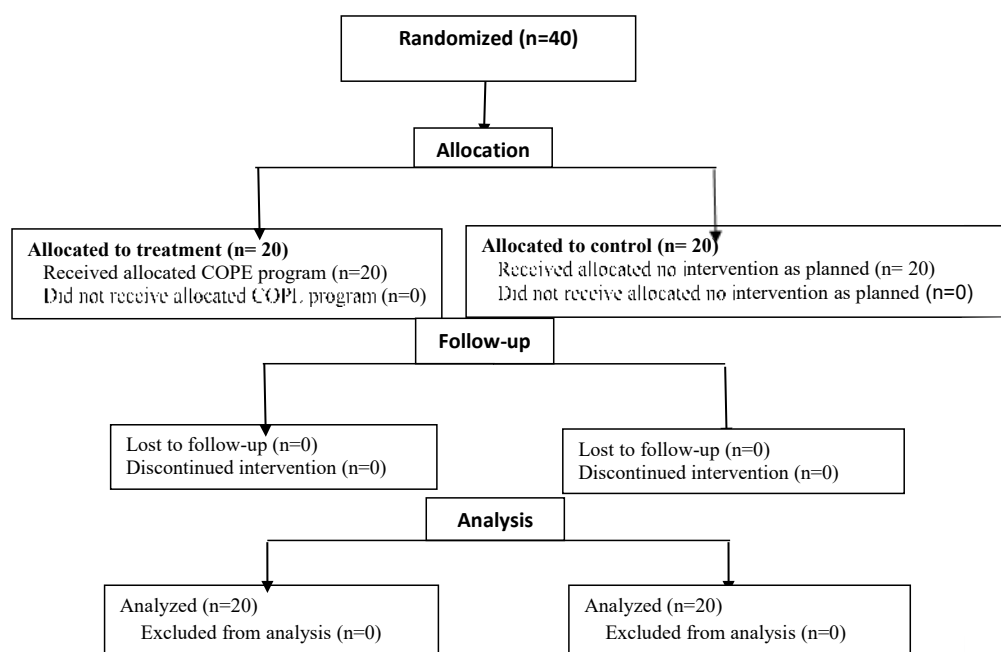 Randomized (n=40)
Allocation
Allocated to treatment (n= 20)
Received allocated COPE program (n=20)
Did not receive allocated COPE program (n=0)
Allocated to control (n= 20)
Received allocated no intervention as planned (n= 20)
Did not receive allocated no intervention as planned (n=0)
Follow-up
Lost to follow-up (n=0)
Discontinued intervention (n=0)
Lost to follow-up (n=0)
Discontinued intervention (n=0)
Analysis
Analyzed (n=20)
Excluded from analysis (n=0)
Analyzed (n=20)
Excluded from analysis (n=0)